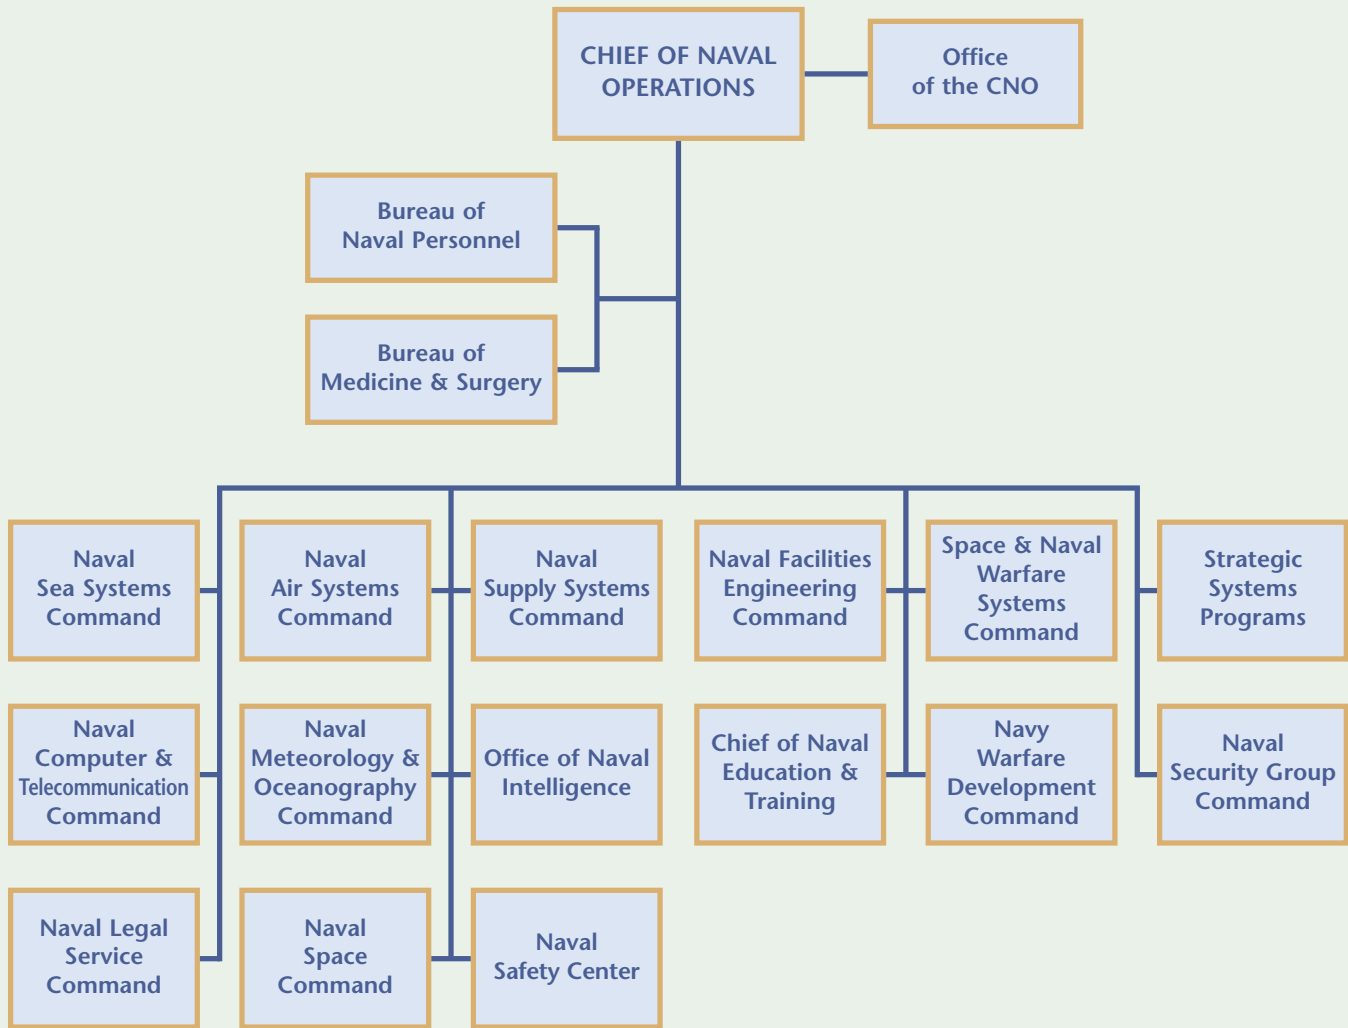 CHIEF OF NAVAL
OPERATIONS
Office
of the CNO
Bureau of
Naval Personnel
Bureau of
Medicine & Surgery
Naval
Sea Systems
Command
Naval
Air Systems
Command
Naval
Supply Systems
Command
Naval Facilities
Engineering
Command
Space & Naval
Warfare
Systems
Command
Strategic
Systems
Programs
Naval
Computer &
Telecommunication
Command
Naval
Meteorology &
Oceanography
Command
Office of Naval
Intelligence
Chief of Naval
Education &
Training
Navy
Warfare
Development
Command
Naval
Security Group
Command
Naval Legal
Service
Command
Naval
Space
Command
Naval
Safety Center